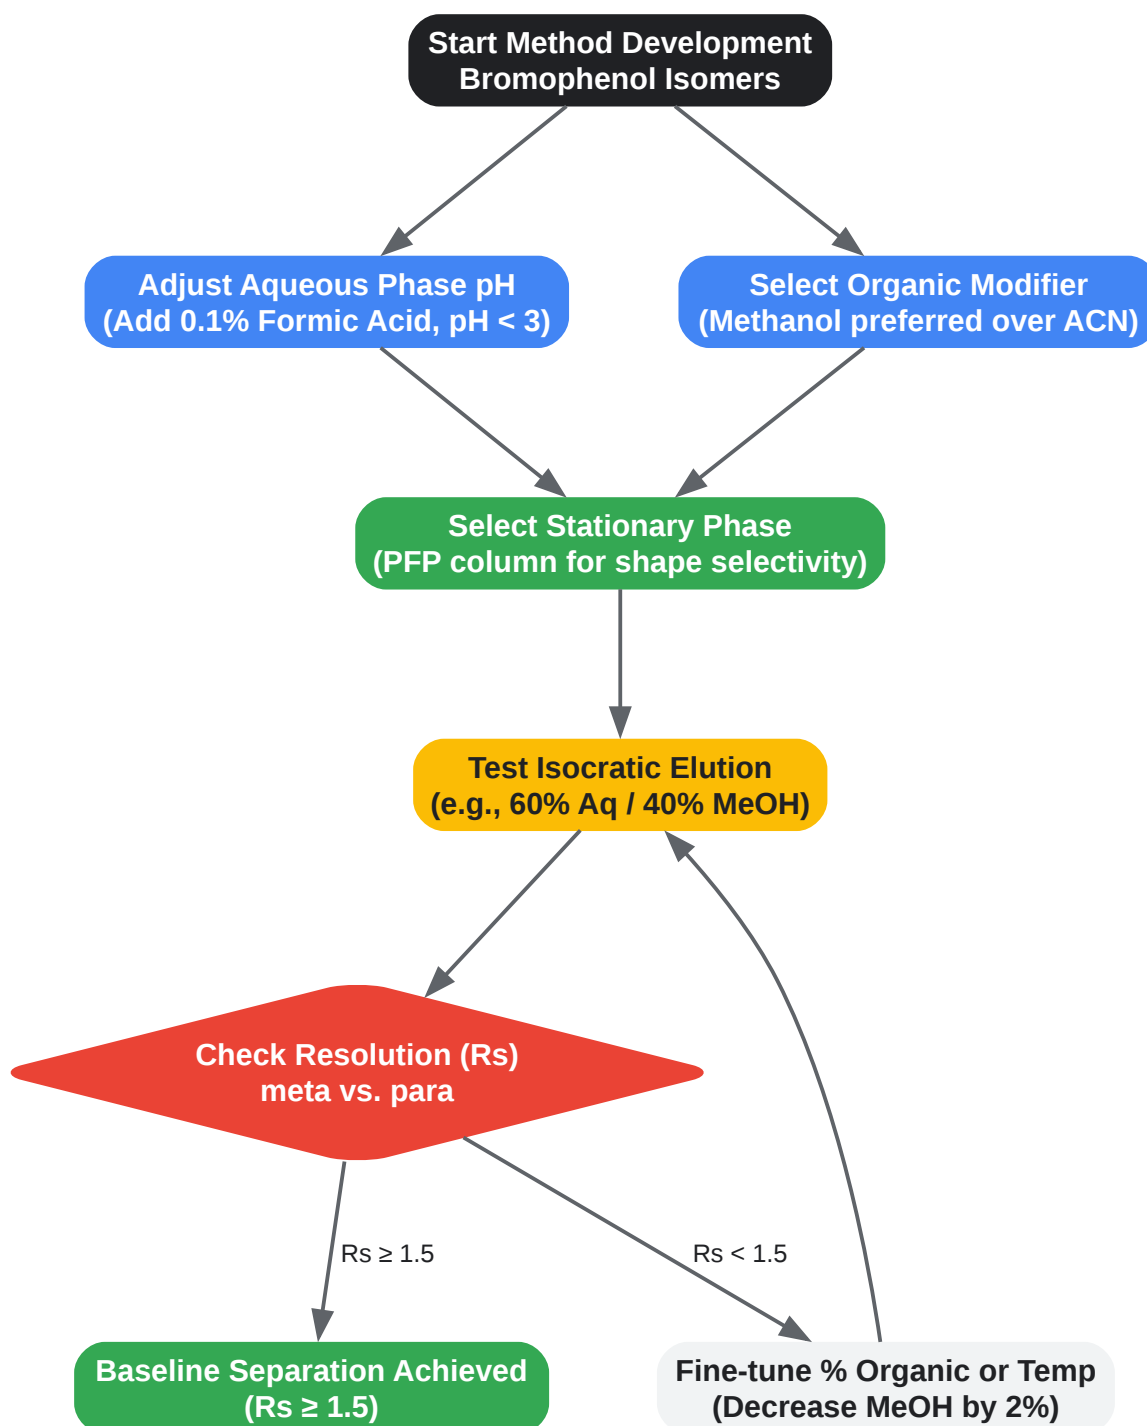 Start Method Development
Bromophenol Isomers
Adjust Aqueous Phase pH
(Add 0.1% Formic Acid, pH < 3)
Select Organic Modifier
(Methanol preferred over ACN)
Select Stationary Phase
(PFP column for shape selectivity)
Test Isocratic Elution
(e.g., 60% Aq / 40% MeOH)
Check Resolution (Rs)
meta vs. para
Rs ≥ 1.5
Rs < 1.5
Baseline Separation Achieved
(Rs ≥ 1.5)
Fine-tune % Organic or Temp
(Decrease MeOH by 2%)